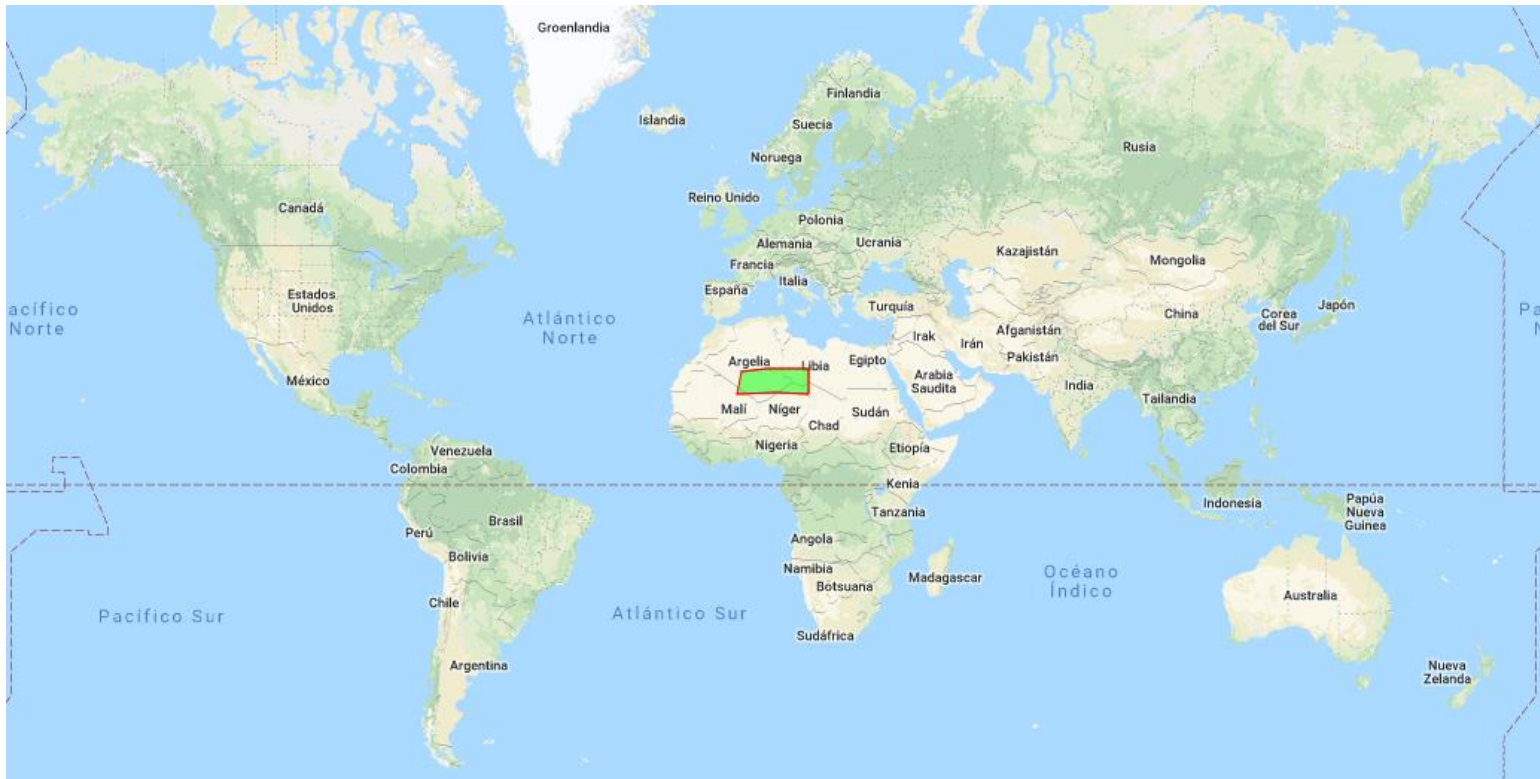 Groenlandia
Islandia
Finlandia
Suecia
Noruega
Rusia
Reino Unido
Canadá
Polonia
Alemania
Ucrania
Francia
Kazajistán
Mongolia
España
Italia
Estados
Unidos
Turquía
acífico
Norte
Atlántico
Norte
Irak
Irán
Afganistán
China
Corea
del Sur
Japón
Pa
N
Pakistán
Argelia
Libia
Egipto
Arabia
Saudita
India
México
Tailandia
Malí
Níger
Chad
Sudán
Nigeria
Etiopía
Venezuela
Colombia
Kenia
Indonesia
Papúa
Nueva
Guinea
Tanzania
Brasil
Perú
Angola
Bolivia
Namibia
Botsuana
Madagascar
Océano
Índico
Australia
Chile
Pacífico Sur
Atlántico Sur
Sudáfrica
Argentina
Nueva
Zelanda